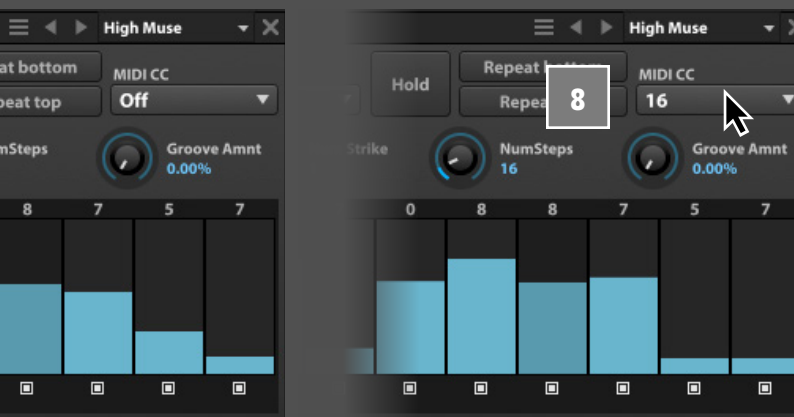 High Muse
at bottom
MIDI CC
peat top
Off
mSteps
Groove Amnt
0.00%
8 7 5 7
High Muse
Hold
Repeat
MIDI CC
Repea
8
16
Strike
NumSteps
16
Groove Amnt
0.00%
0 8 8 7 5 7